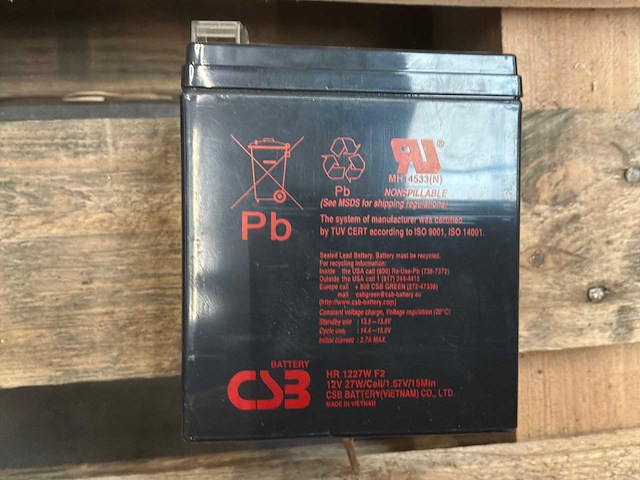 Pb
Pb
RU®
MH14533(N)
NONSPILLABLE
(See MSDS for shipping regulations)
The system of manufacturer was certified
by TUV CERT according to ISO 9001, ISO 14001
Sealed Lead Battery. Battery must be recycled.
For recycling information:
Inside the USA call (800) Re-Use-Pb (738-7372)
Outside the USA call 1 (817) 244-4413
Europe call + 808 CSB GREEN (272-47336)
mail csbgreen@csb-battery.eu
(http://www.csb-battery.com)
Constant voltage charge, Voltage regulation (20°C)
Standby use : 13.5~13.8V
Cycle use : 14.4~15.0V
Initial current : 2.7A MAX
BATTERY
CSB
HR 1227W F2
12V 27W/Cell/1.57V/15Min
CSB BATTERY(VIETNAM) CO., LTD
MADE IN VIETNAM